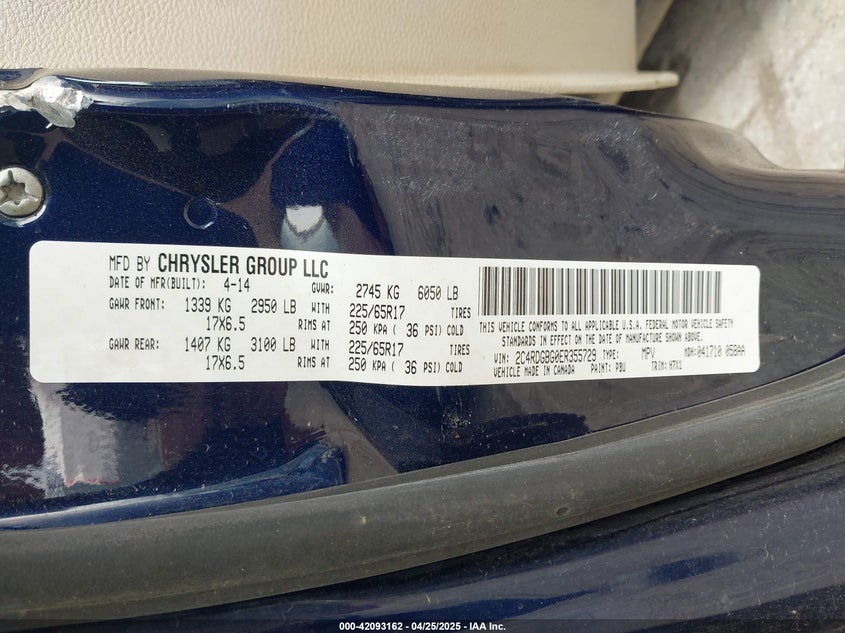 MFD BY CHRYSLER GROUP LLC
DATE OF MFR(BUILT): 4-14 GVWR: 2745 KG 6050 LB
GAWR FRONT: 1339 KG 2950 LB WITH 225/65R17 TIRES
17X6.5 RIMS AT 250 KPA ( 36 PSI) COLD
GAWR REAR: 1407 KG 3100 LB WITH 225/65R17 TIRES
17X6.5 RIMS AT 250 KPA ( 36 PSI) COLD
THIS VEHICLE CONFORMS TO ALL APPLICABLE U.S.A. FEDERAL MOTOR VEHICLE SAFETY
STANDARDS IN EFFECT ON THE DATE OF MANUFACTURE SHOWN ABOVE.
VIN: 2C4RDGBG0ER355729 TYPE: MPV MDH:041710 058AA
VEHICLE MADE IN CANADA PAINT: PBU TRIM: H7X1
000-42093162 - 04/25/2025 - IAA Inc.